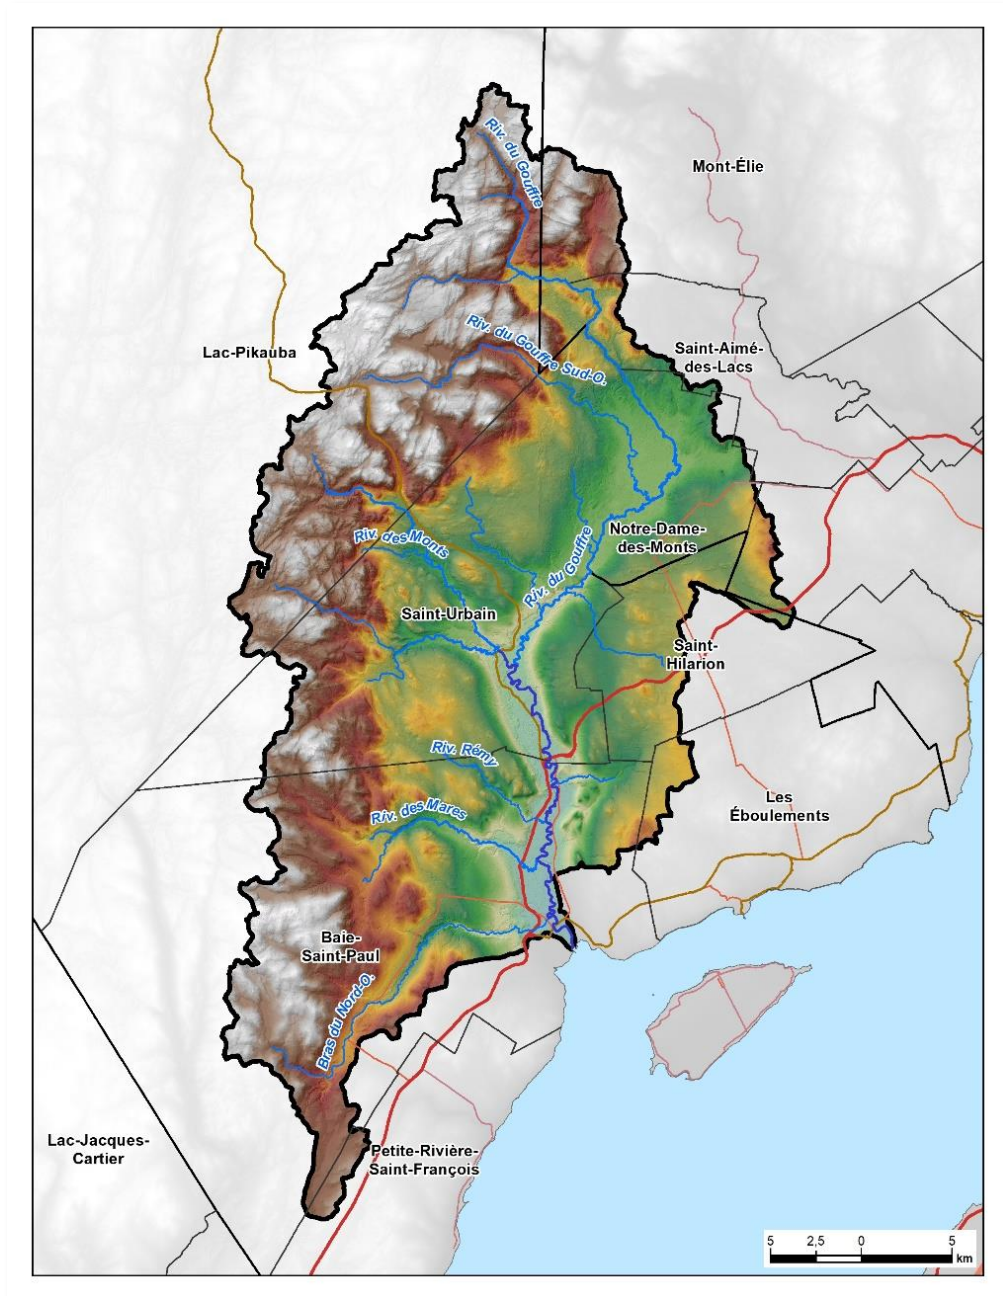 Riv. du Gouffre
Mont-Élie
Riv. du Gouffre Sud-O.
Lac-Pikauba
Saint-Aimé-
des-Lacs
Notre-Dame-
des-Monts
Riv. des Monts
Riv. du Gouffre
Saint-Urbain
Saint-
Hilarion
Riv. Rémy
Riv. des Mares
Les
Éboulements
Baie-
Saint-Paul
Bras du Nord-O.
Lac-Jacques-
Cartier
Petite-Rivière-
Saint-François
5 2,5 0 5
km